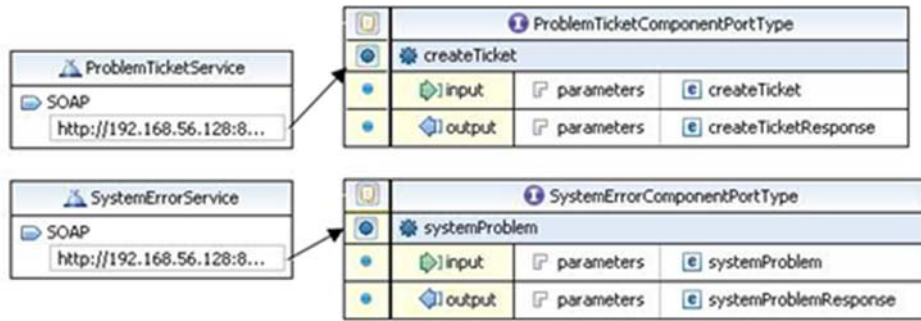 ProblemTicketComponentPortType
ProblemTicketService
createTicket
SOAP
input parameters createTicket
http://192.168.56.128:8...
output parameters createTicketResponse
SystemErrorService
SystemErrorComponentPortType
SOAP
systemProblem
http://192.168.56.128:8...
input parameters systemProblem
output parameters systemProblemResponse